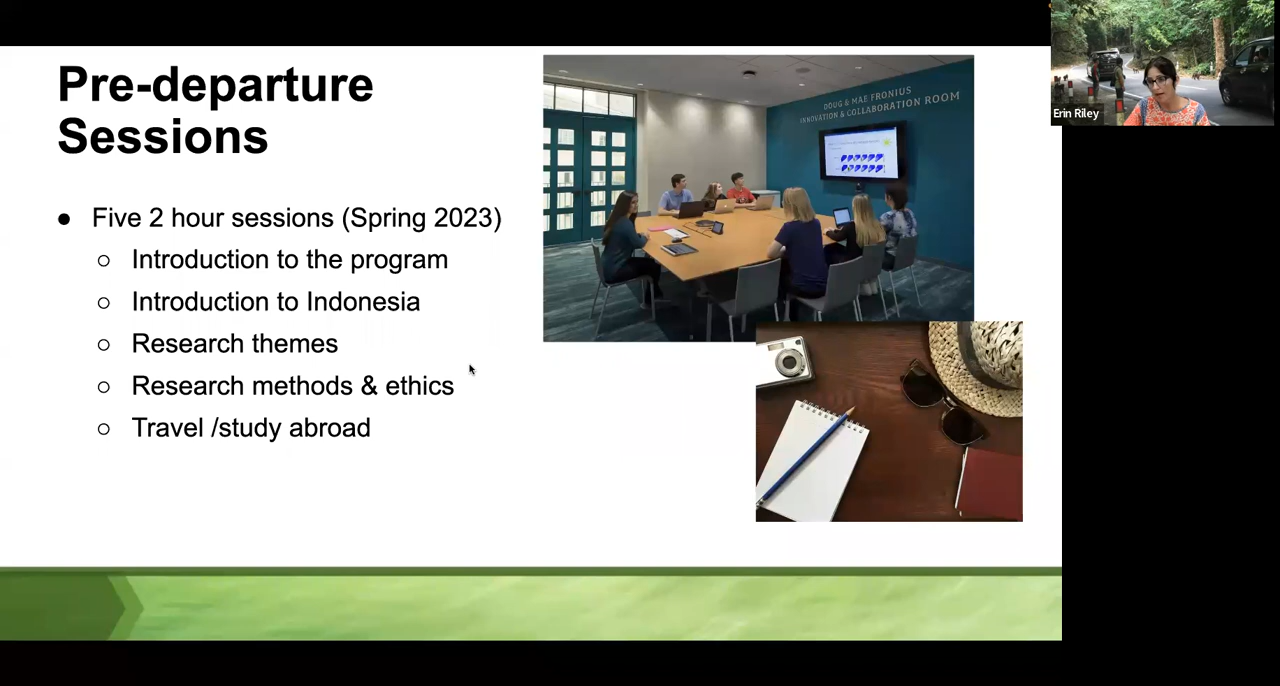 Pre-departure
Sessions
● Five 2 hour sessions (Spring 2023)
○ Introduction to the program
○ Introduction to Indonesia
○ Research themes
○ Research methods & ethics
○ Travel /study abroad
DOUG & MAE FRONIUS
INNOVATION & COLLABORATION ROOM
Erin Riley